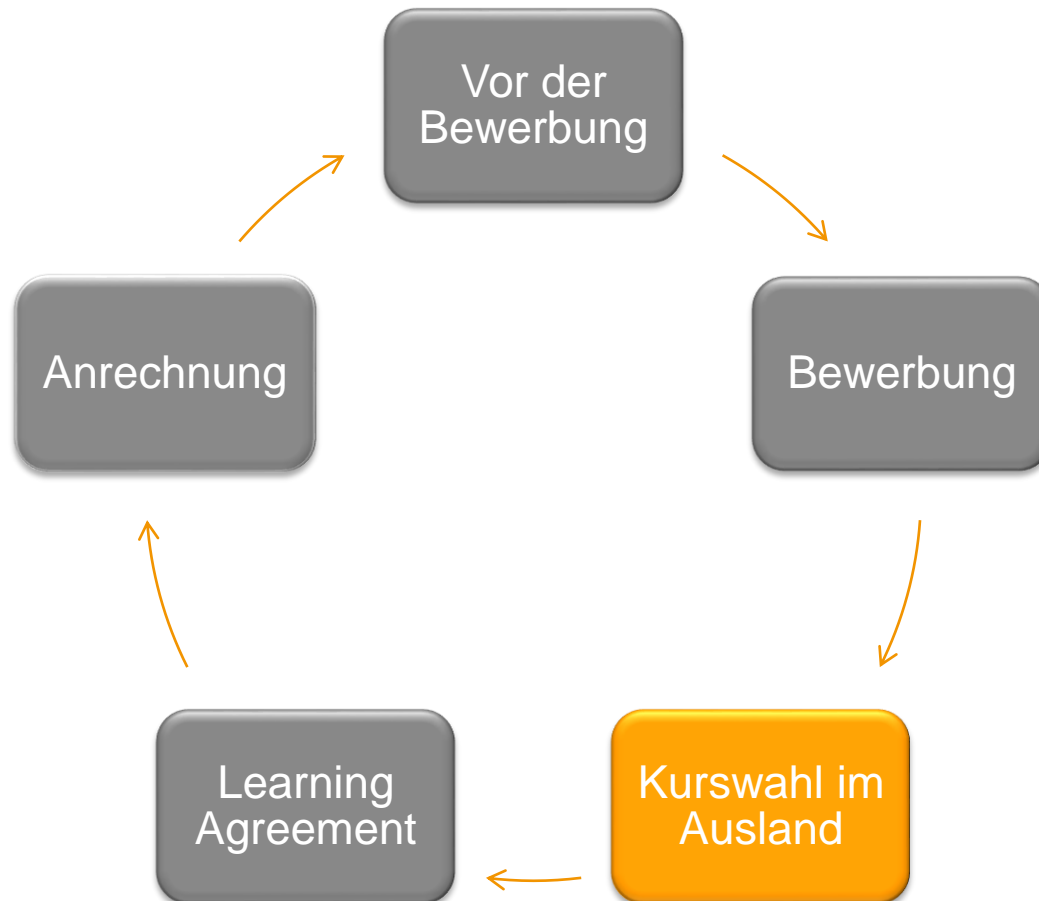 Vor der
Bewerbung
Anrechnung
Bewerbung
Learning
Agreement
Kurswahl im
Ausland